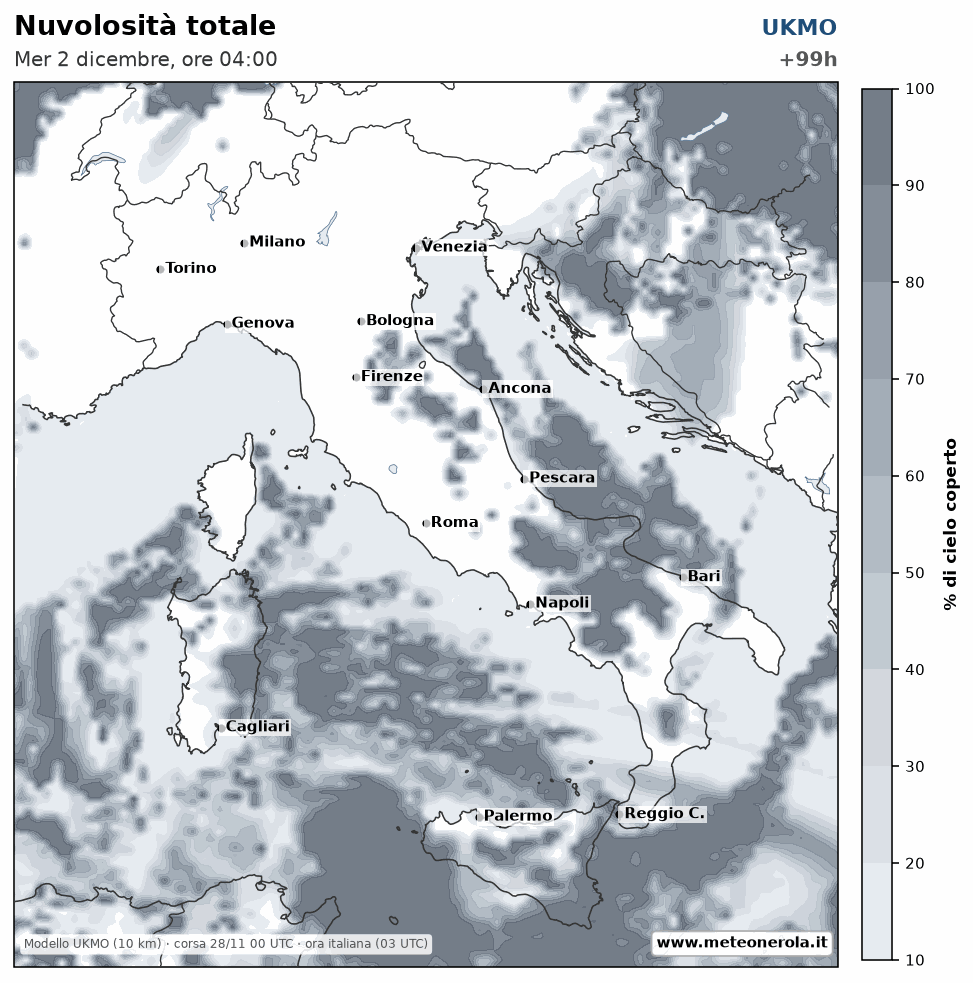 Nuvolosità totale
UKMO
Mer 2 dicembre, ore 04:00
+99h
Milano
Venezia
Torino
Genova
Bologna
Firenze
Ancona
Pescara
Roma
Bari
Napoli
Cagliari
Palermo
Reggio C.
100
90
80
70
60
50
40
30
20
10
% di cielo coperto
Modello UKMO (10 km) · corsa 28/11 00 UTC · ora italiana (03 UTC)
www.meteonerola.it